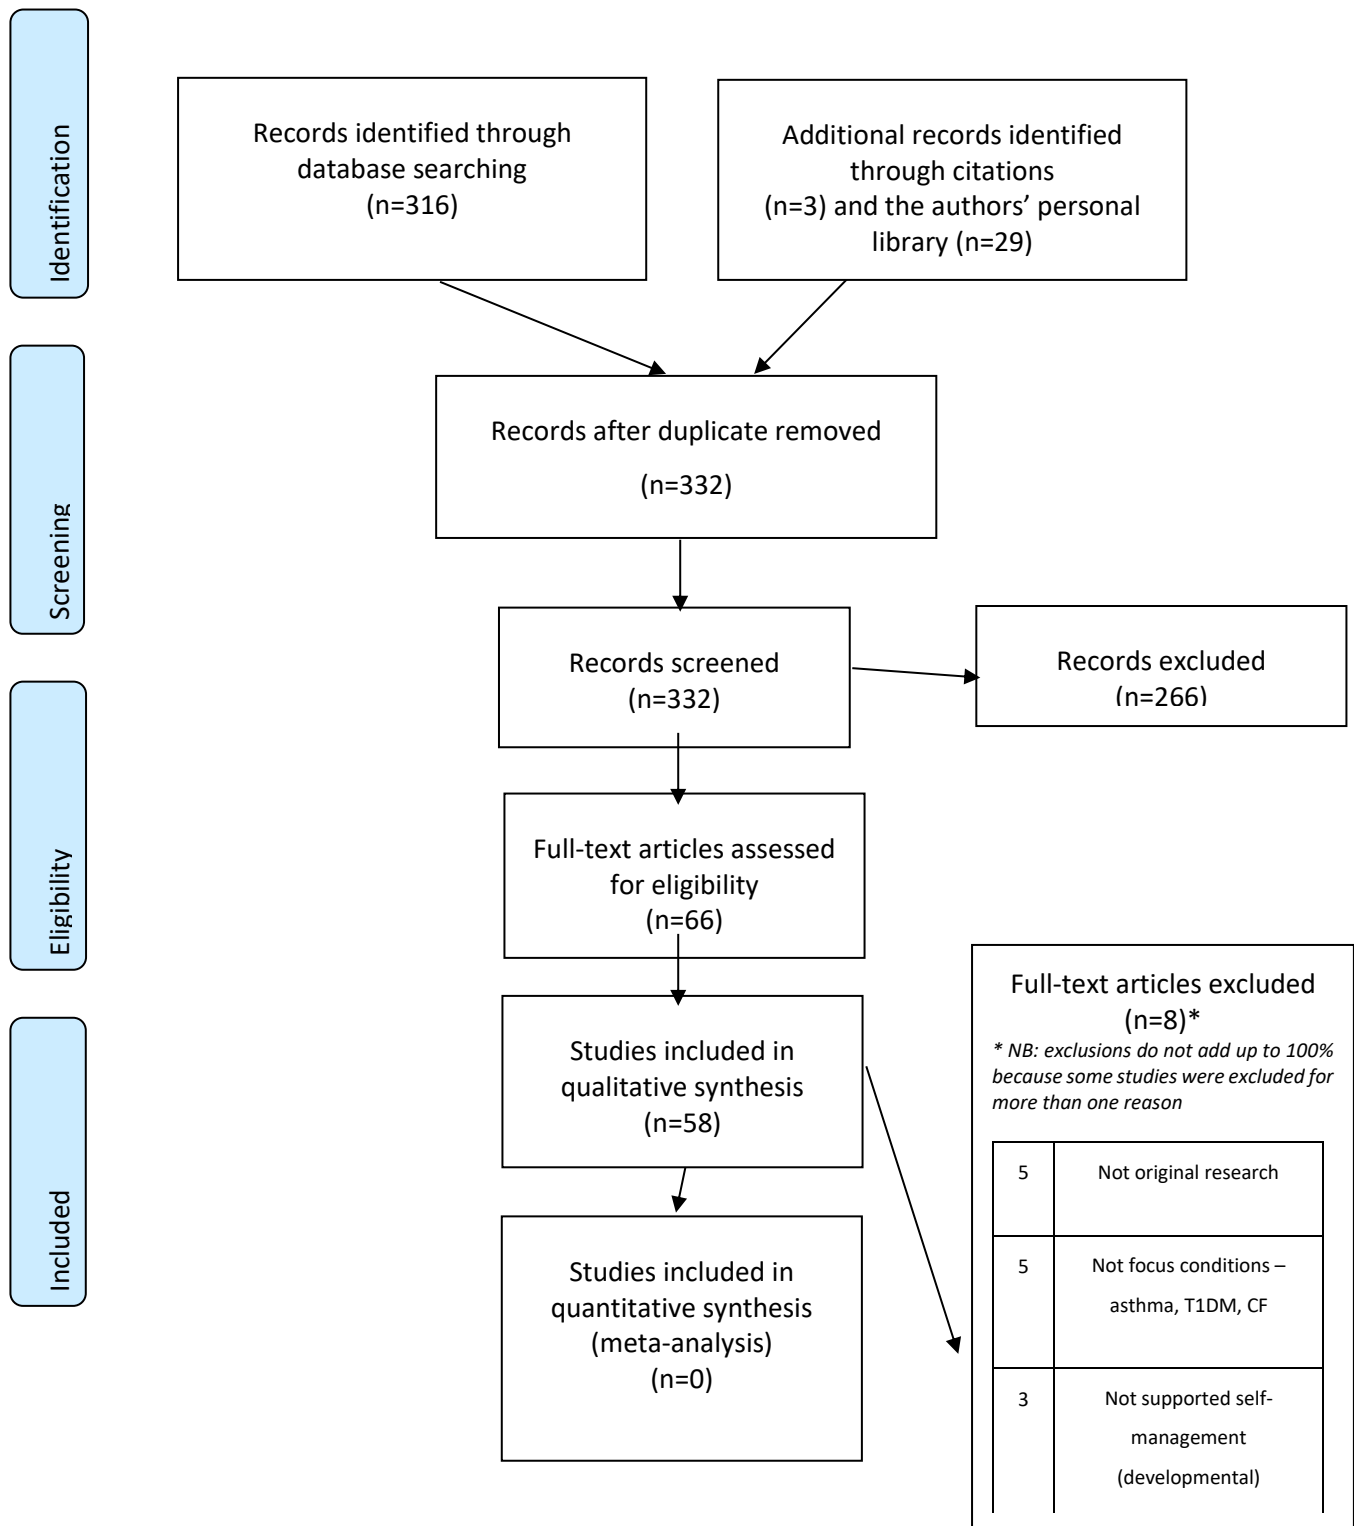 Identification
Records identified through
database searching
(n=316)
Additional records identified
through citations
(n=3) and the authors’ personal
library (n=29)
Screening
Records after duplicate removed
(n=332)
Records screened
(n=332)
Records excluded
(n=266)
Eligibility
Full-text articles assessed
for eligibility
(n=66)
Included
Studies included in
qualitative synthesis
(n=58)
Studies included in
quantitative synthesis
(meta-analysis)
(n=0)
Full-text articles excluded
(n=8)*
* NB: exclusions do not add up to 100%
because some studies were excluded for
more than one reason
5 Not original research
5 Not focus conditions –
asthma, T1DM, CF
3 Not supported self-
management
(developmental)